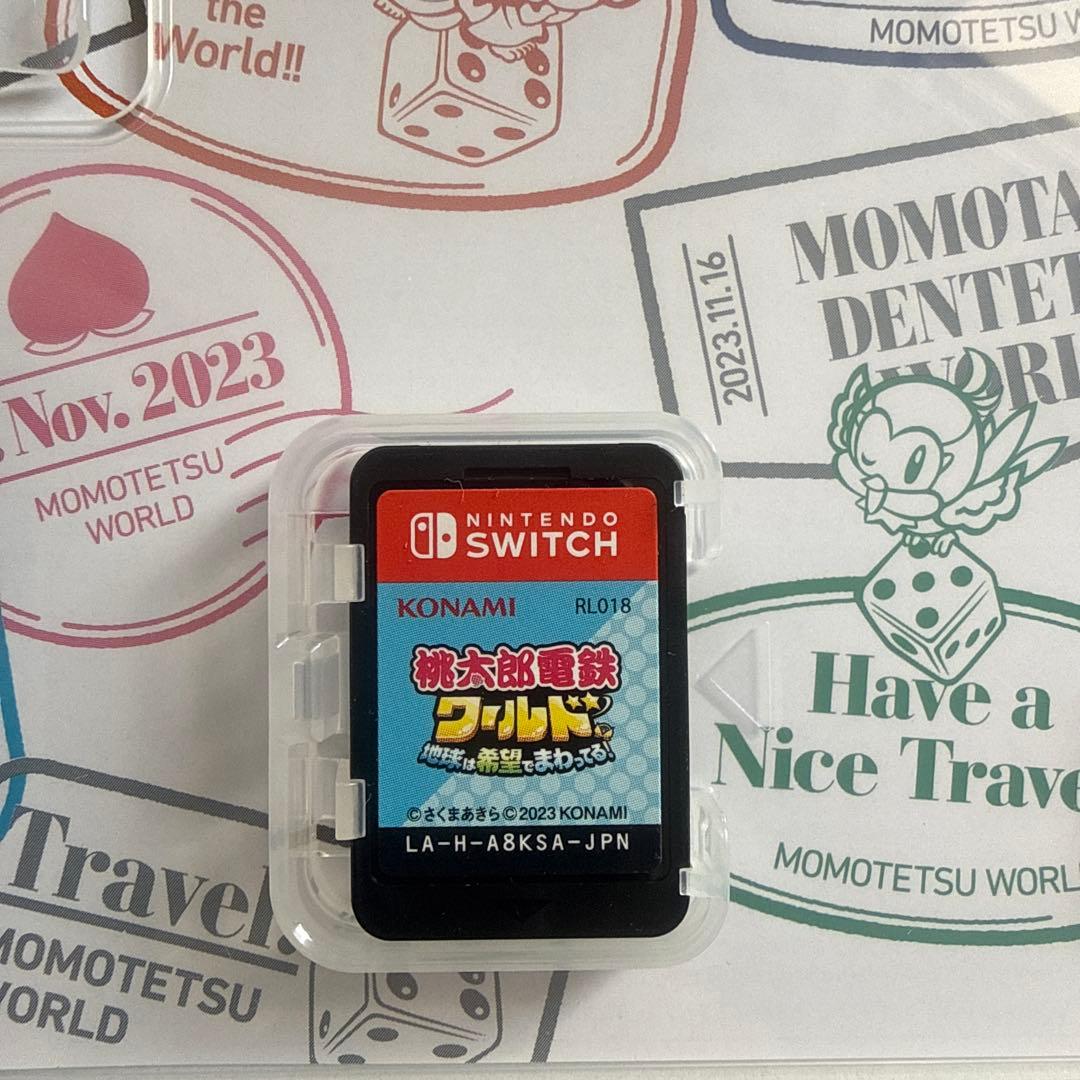 the
World!!
MOMOTETSU
MOMOTA
DENTET
WORL
2023.11.16
Nov. 2023
MOMOTETSU
WORLD
NINTENDO
SWITCH
KONAMI RL018
桃太郎電鉄
ワールド
地球は希望でまわってる!
©さくまあきら©2023 KONAMI
LA-H-A8KSA-JPN
Have a
Nice Trave
MOMOTETSU WORL
Travel.
MOMOTETSU
WORLD